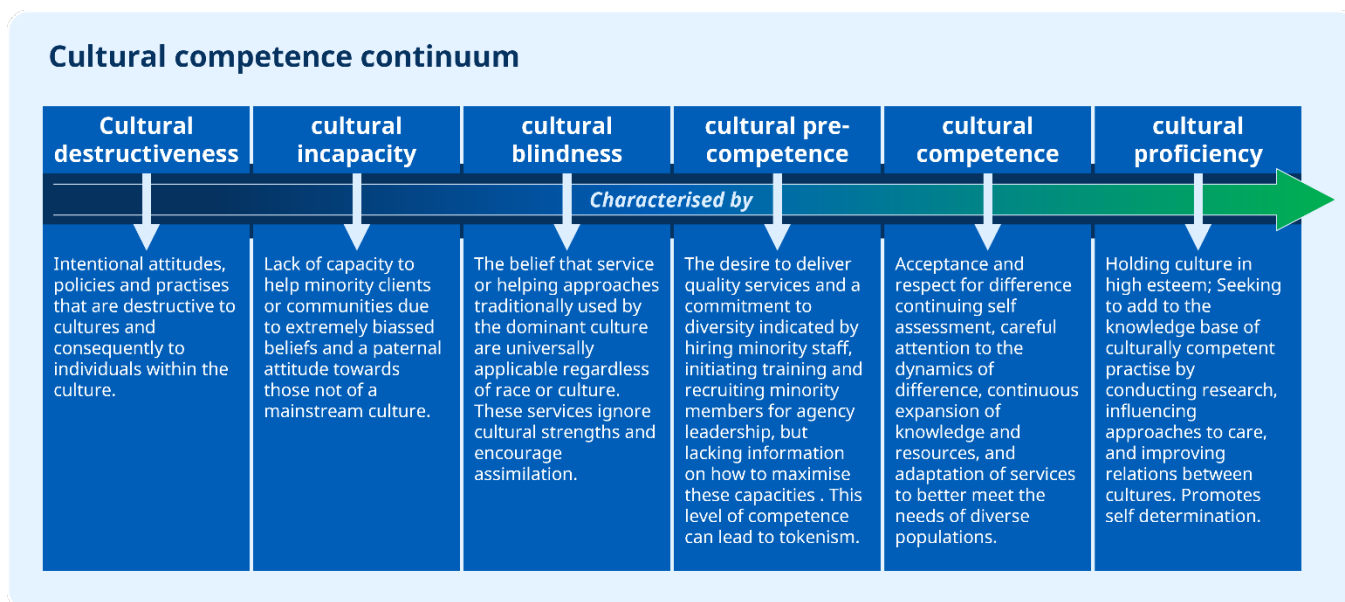 Cultural competence continuum
Cultural
destructiveness
cultural
incapacity
cultural
blindness
cultural pre-
competence
cultural
competence
cultural
proficiency
Characterised by
Intentional attitudes,
policies and practises
that are destructive to
cultures and
consequently to
individuals within the
culture.
Lack of capacity to
help minority clients
or communities due
to extremely biassed
beliefs and a paternal
attitude towards
those not of a
mainstream culture.
The belief that service
or helping approaches
traditionally used by
the dominant culture
are universally
applicable regardless
of race or culture.
These services ignore
cultural strengths and
encourage
assimilation.
The desire to deliver
quality services and a
commitment to
diversity indicated by
hiring minority staff,
initiating training and
recruiting minority
members for agency
leadership, but
lacking information
on how to maximise
these capacities . This
level of competence
can lead to tokenism.
Acceptance and
respect for difference
continuing self
assessment, careful
attention to the
dynamics of
difference, continuous
expansion of
knowledge and
resources, and
adaptation of services
to better meet the
needs of diverse
populations.
Holding culture in
high esteem; Seeking
to add to the
knowledge base of
culturally competent
practise by
conducting research,
influencing
approaches to care,
and improving
relations between
cultures. Promotes
self determination.